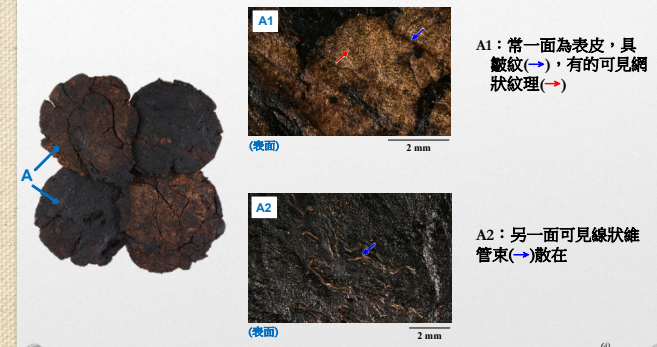 A
A1
(表面)
2 mm
A1：常一面為表皮，具
皺紋(→)，有的可見網
狀紋理(→)
A2
(表面)
2 mm
A2：另一面可見線狀維
管束(→)散在